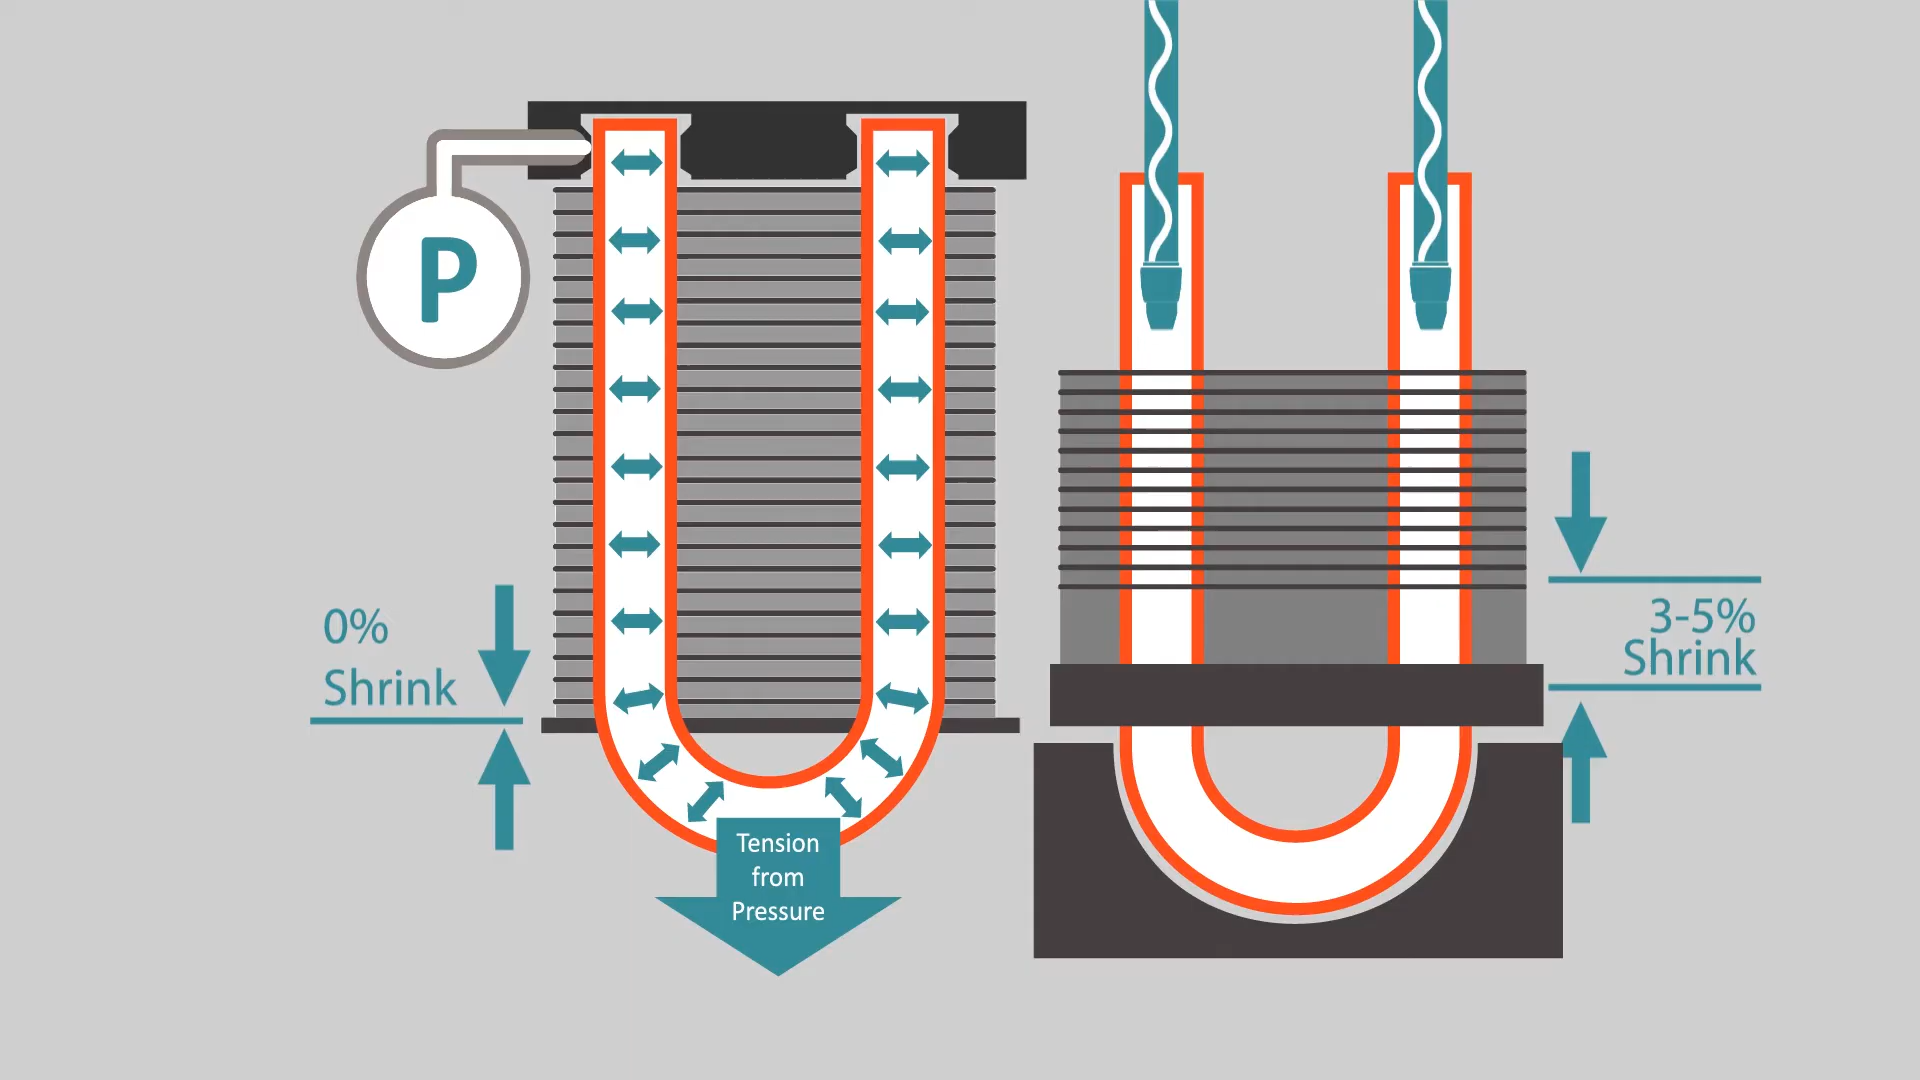 P
0%
Shrink
Tension
from
Pressure
3-5%
Shrink